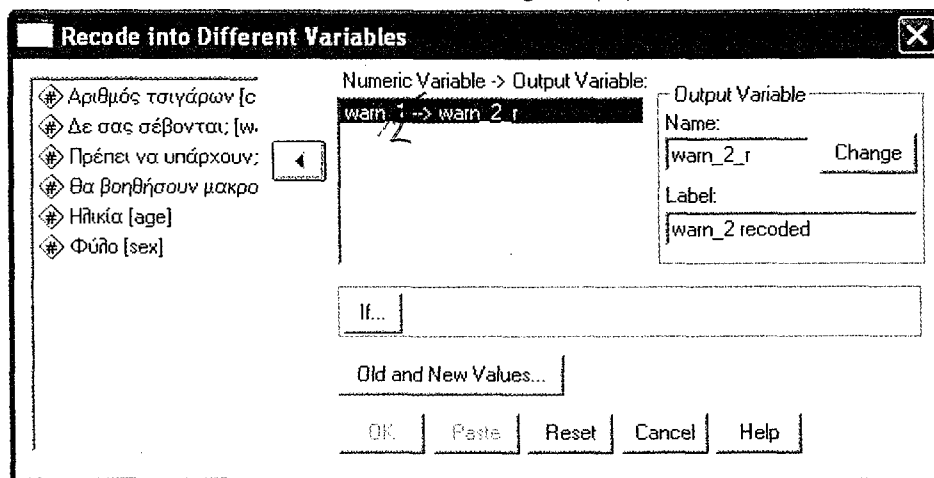 Recode into Different Variables
Αριθμός τσιγάρων [c
Δε σας σέβονται; [w.
Πρέπει να υπάρχουν;
Θα βοηθήσουν μακρο
Ηλικία [age]
Φύλο [sex]
Numeric Variable -> Output Variable:
warn_1 --> warn_2_r
2
Output Variable
Name:
warn_2_r
Change
Label:
warn_2 recoded
If...
Old and New Values...
OK
Paste
Reset
Cancel
Help